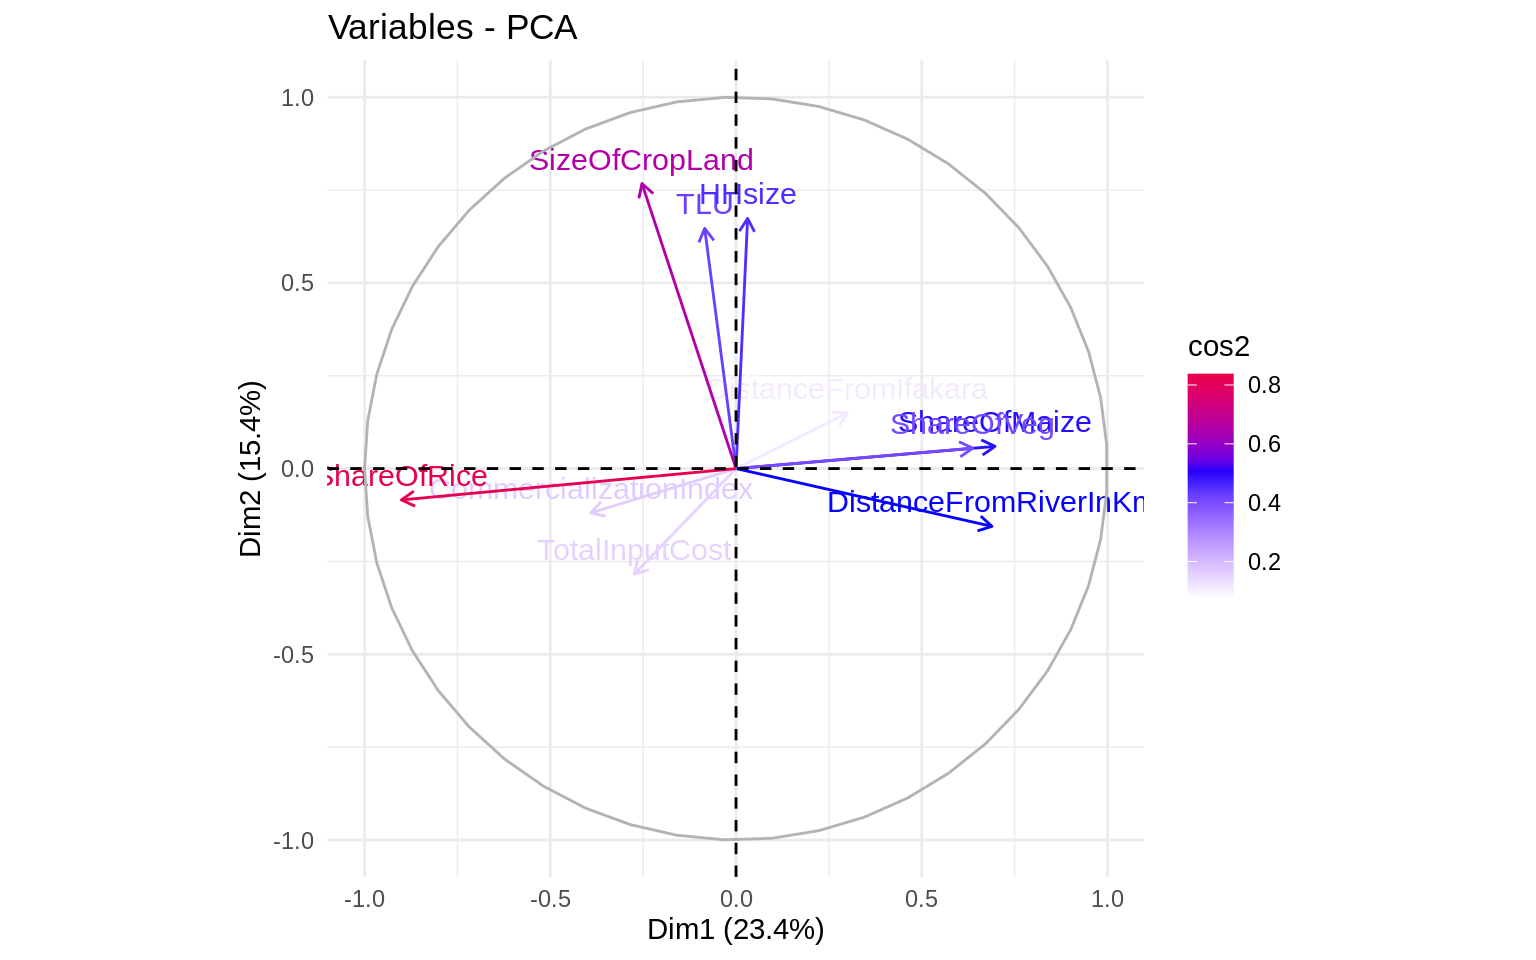 Variables - PCA
1.0
0.5
0.0
-0.5
-1.0
Dim2 (15.4%)
SizeOfCropLand
TLU
HHsize
DistanceFromIfakara
ShareOfMaize
ShareOfVeg
ShareOfRice
CommercializationIndex
DistanceFromRiverInKm
TotalInputCost
-1.0
-0.5
0.0
0.5
1.0
Dim1 (23.4%)
cos2
0.8
0.6
0.4
0.2